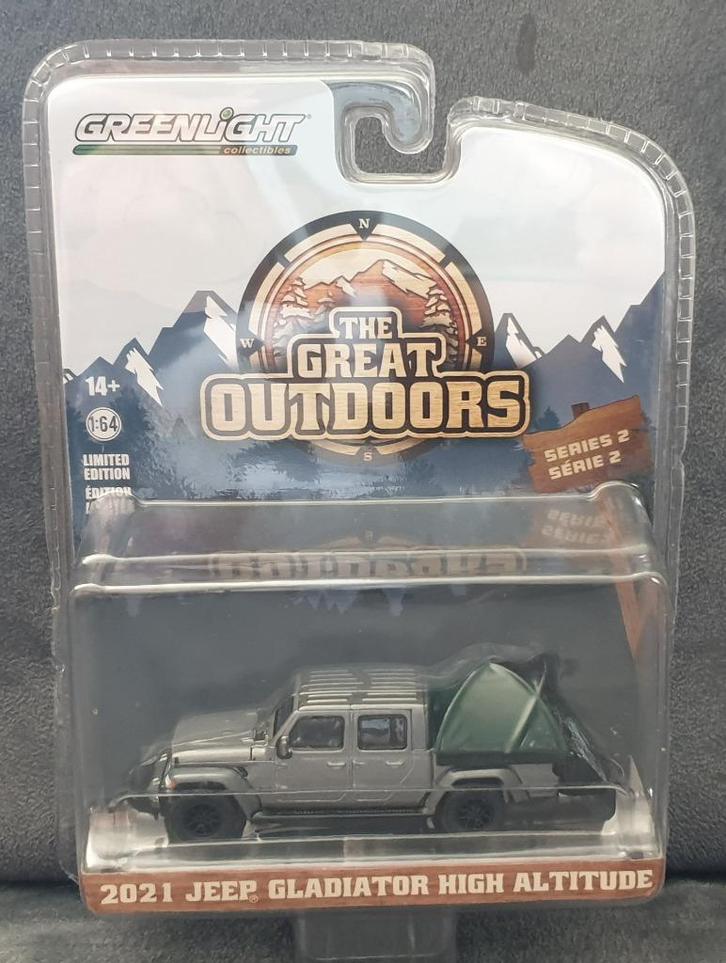 GREENLIGHT®
collectibles
N
W
E
S
THE
GREAT
OUTDOORS
14+
1:64
LIMITED
EDITION
ÉDITION
SERIES 2
SÉRIE 2
2021 JEEP® GLADIATOR HIGH ALTITUDE